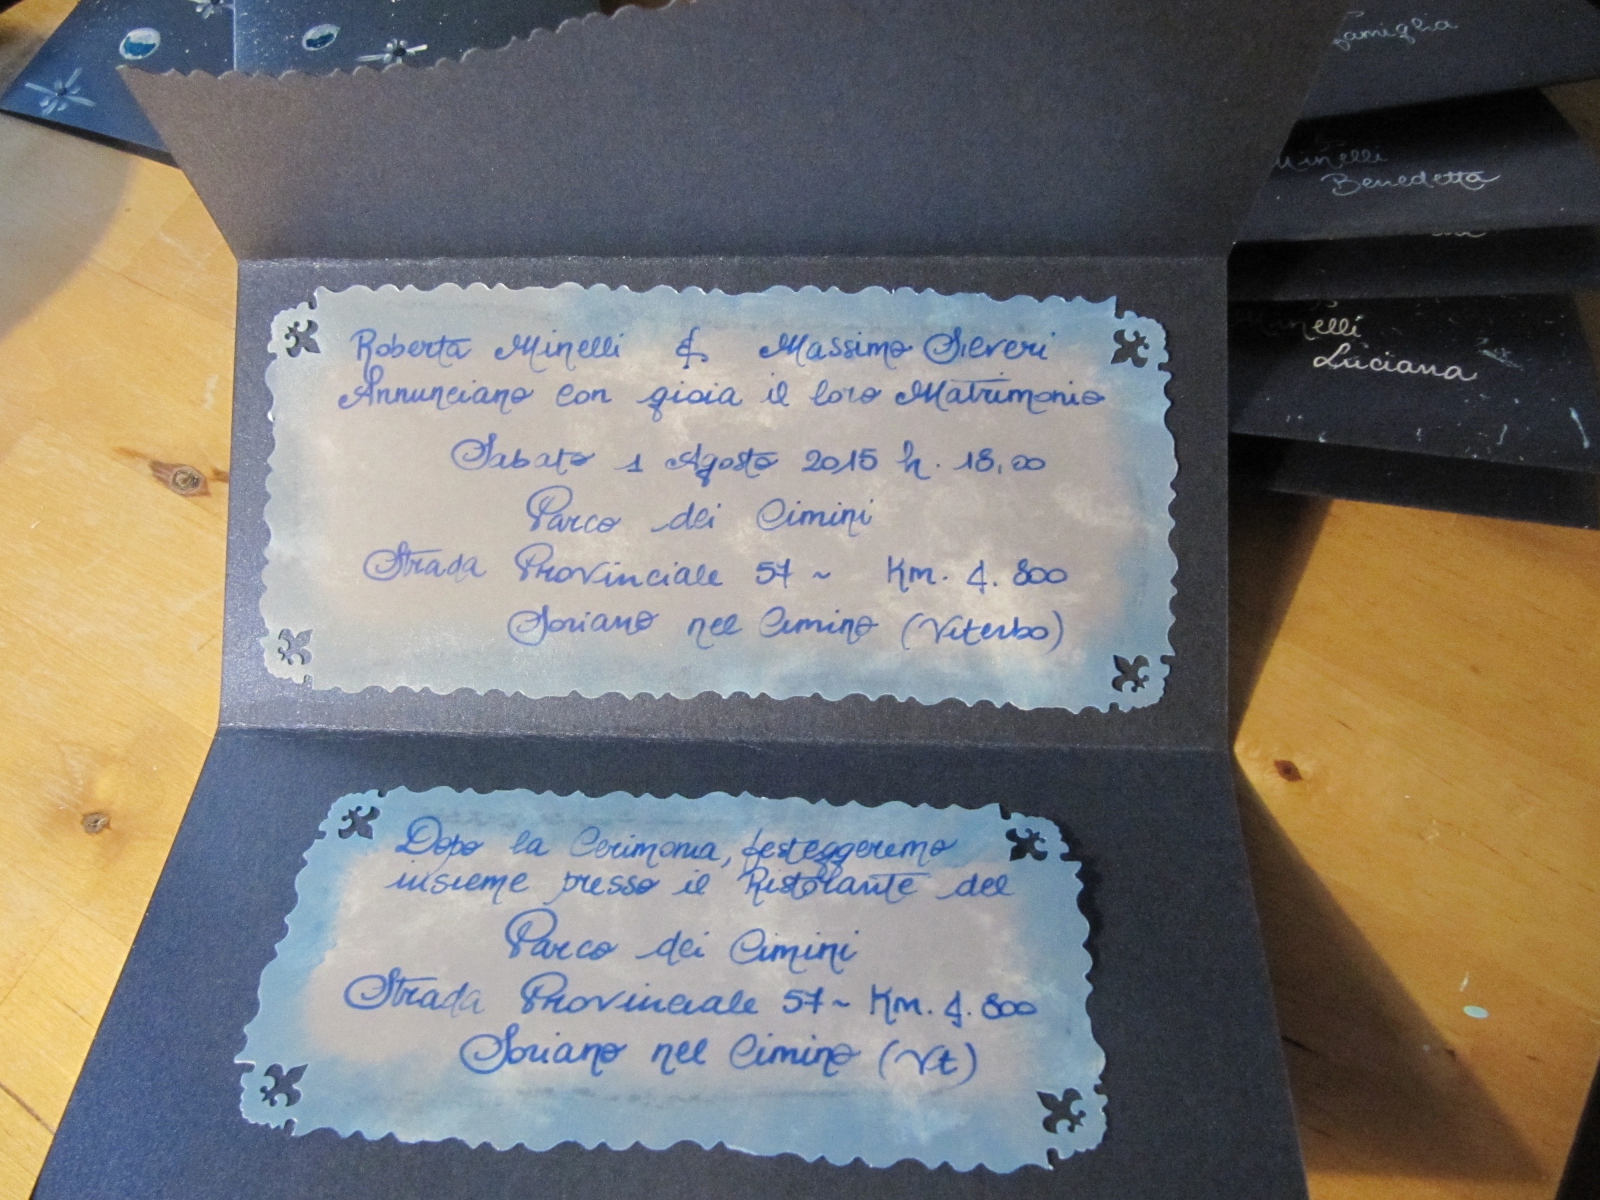 Famiglia
Minelli
Benedetta
Minelli
Luciana
Roberta Minelli & Massimo Sieveri
Annunciano con gioia il loro Matrimonio
Sabato 1 Agosto 2015 h. 18,00
Parco dei Cimini
Strada Provinciale 57 ~ Km. 4.800
Soriano nel Cimino (Viterbo)
Dopo la Cerimonia, festeggeremo
insieme presso il Ristorante del
Parco dei Cimini
Strada Provinciale 57 ~ Km. 4.800
Soriano nel Cimino (Vt)